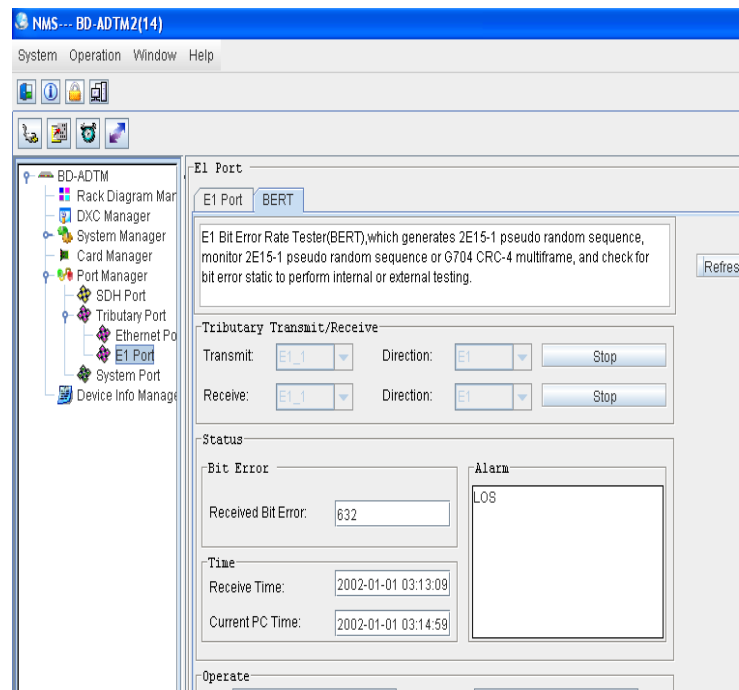 NMS--- BD-ADTM2(14)
System Operation Window Help
BD-ADTM
Rack Diagram Mar
DXC Manager
System Manager
Card Manager
Port Manager
SDH Port
Tributary Port
Ethernet Po
E1 Port
System Port
Device Info Manage
E1 Port
E1 Port BERT
E1 Bit Error Rate Tester(BERT),which generates 2E15-1 pseudo random sequence,
monitor 2E15-1 pseudo random sequence or G704 CRC-4 multiframe, and check for
bit error static to perform internal or external testing.
Refres
Tributary Transmit/Receive
Transmit: E1_1 Direction: E1 Stop
Receive: E1_1 Direction: E1 Stop
Status
Bit Error
Received Bit Error: 632
Alarm
LOS
Time
Receive Time: 2002-01-01 03:13:09
Current PC Time: 2002-01-01 03:14:59
Operate